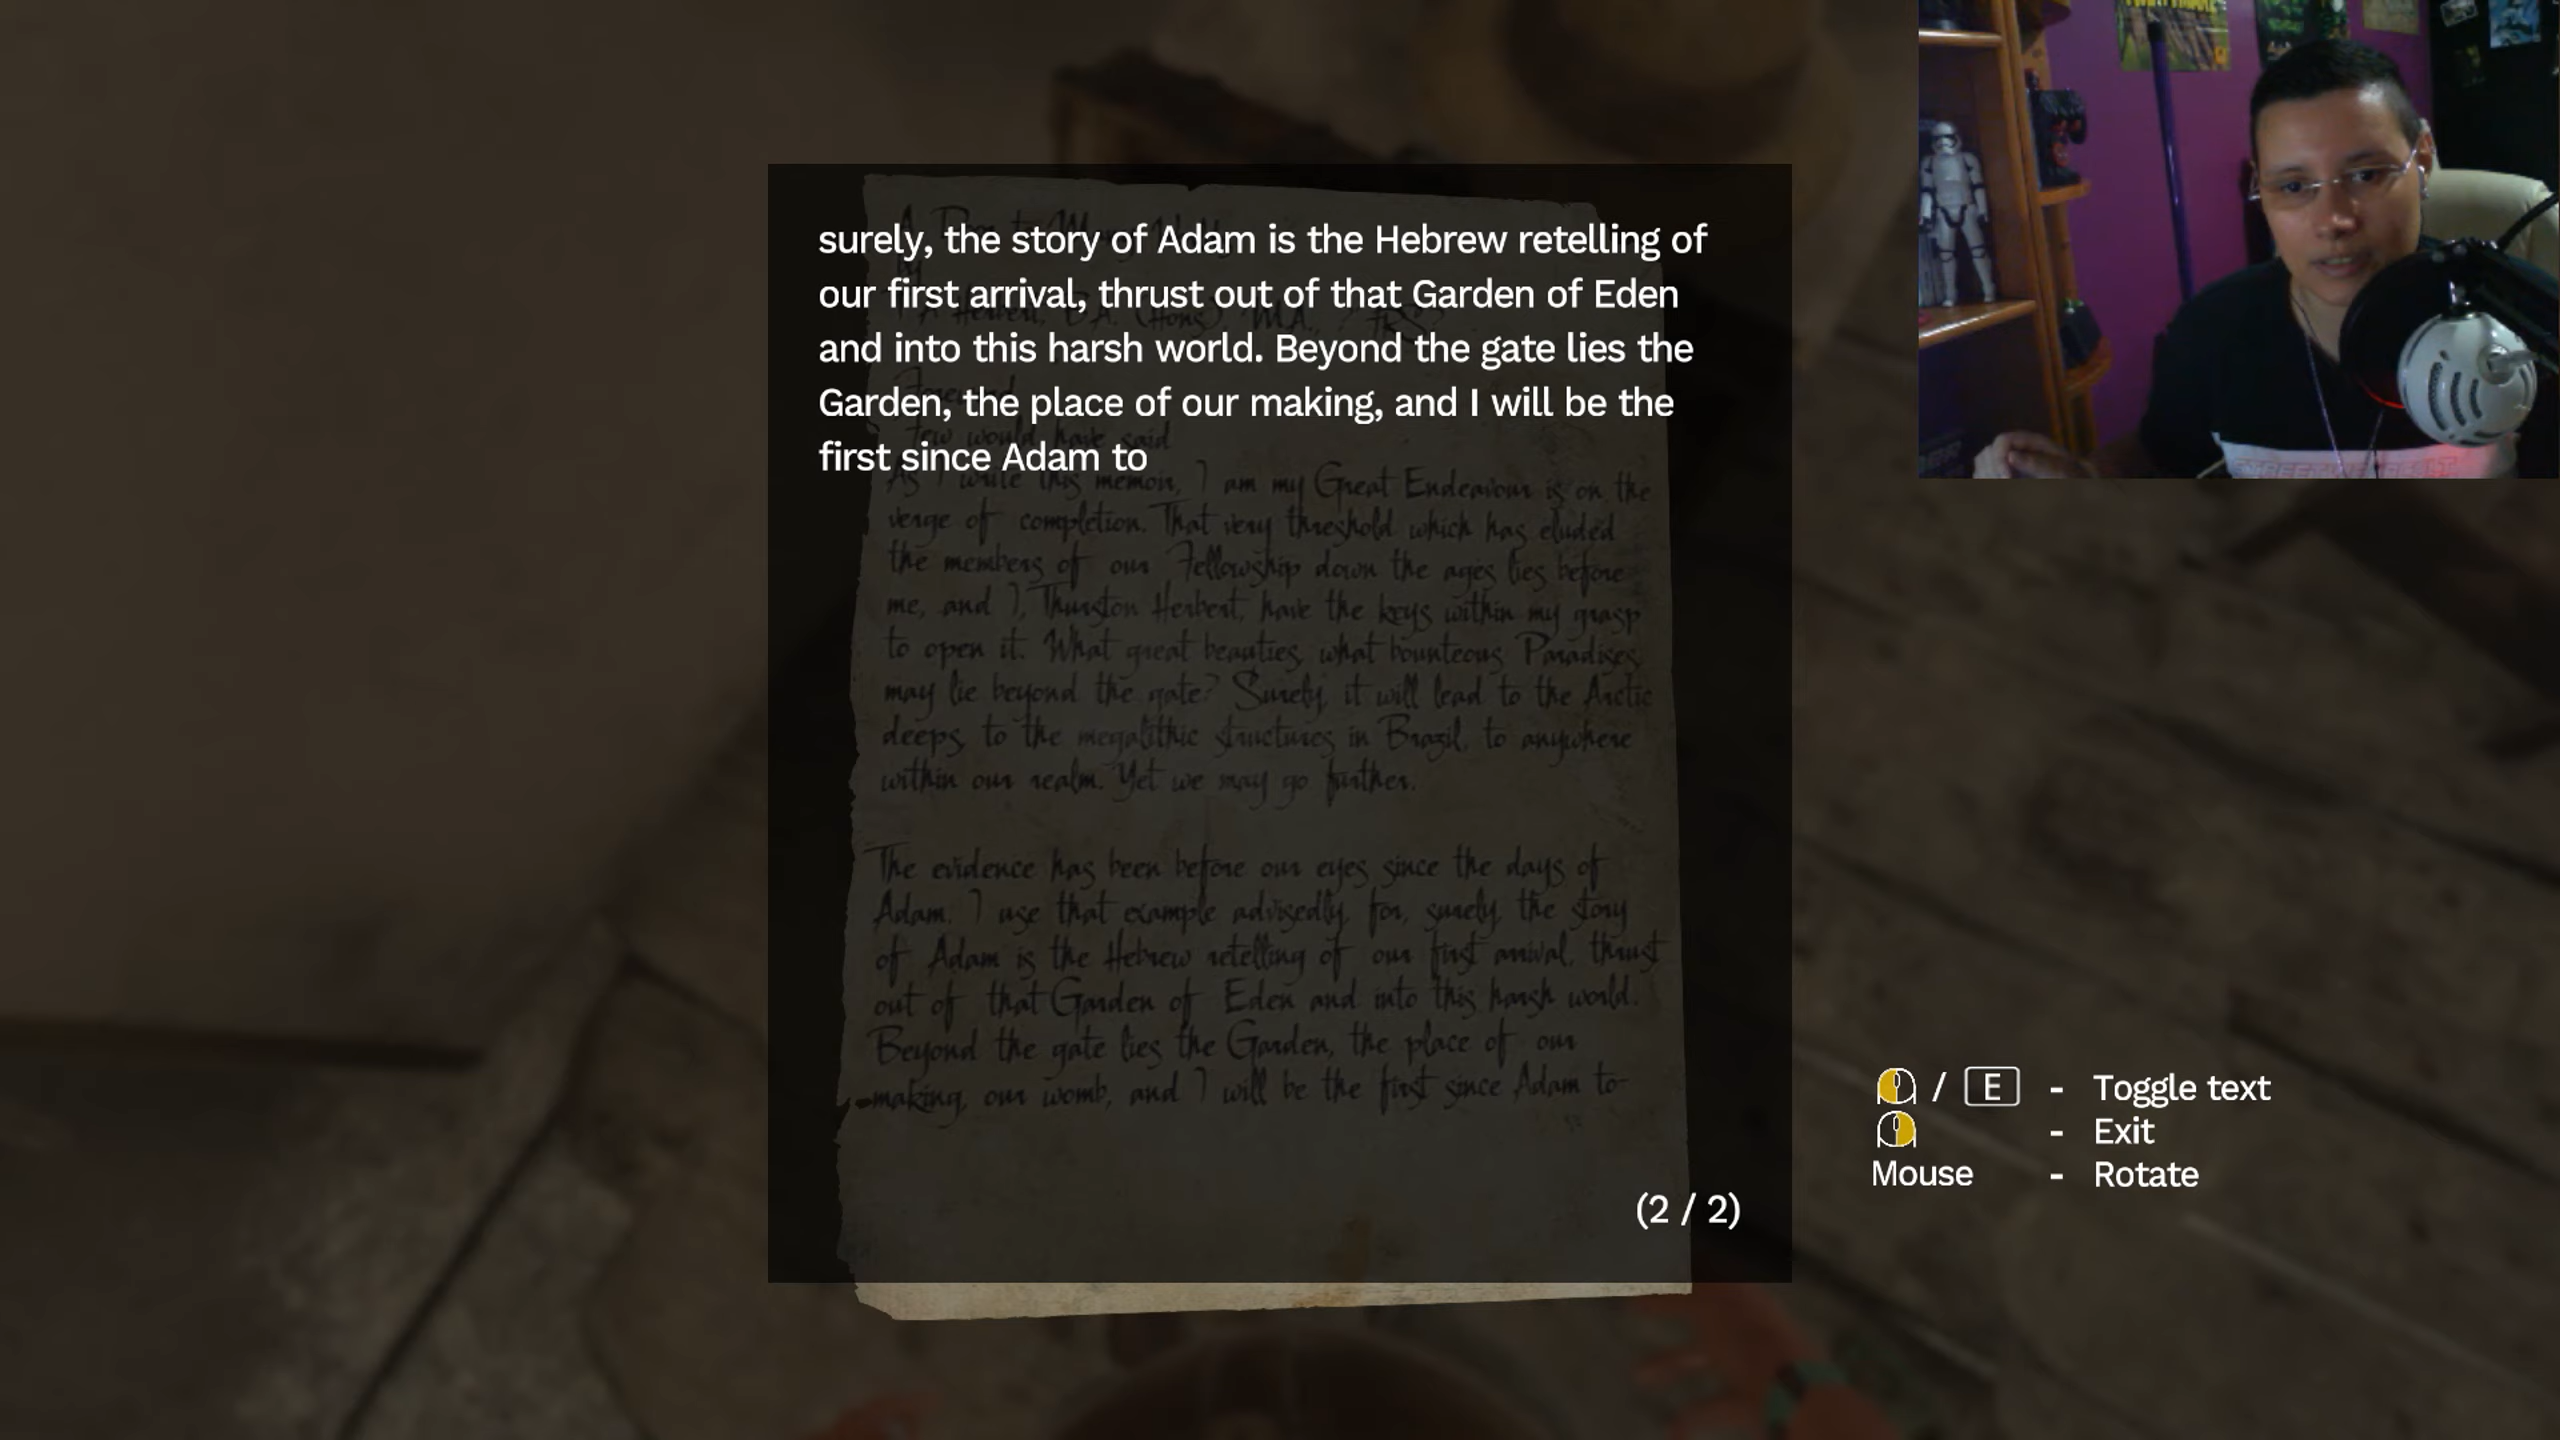 surely, the story of Adam is the Hebrew retelling of
our first arrival, thrust out of that Garden of Eden
and into this harsh world. Beyond the gate lies the
Garden, the place of our making, and I will be the
first since Adam to
Few would have said
As I write this memoir, I am my Great Endeavour is on the
verge of completion. That very threshold which has eluded
the members of our Fellowship down the ages lies before
me, and I, Thurston Herbert, have the keys within my grasp
to open it. What great beauties, what bounteous Paradises,
may lie beyond the gate? Surely, it will lead to the Arctic
deeps, to the megalithic structures in Brazil, to anywhere
within our realm. Yet we may go further.
The evidence has been before our eyes since the days of
Adam. I use that example advisedly, for, surely, the story
of Adam is the Hebrew retelling of our first arrival, thrust
out of that Garden of Eden and into this harsh world.
Beyond the gate lies the Garden, the place of our
making, our womb, and I will be the first since Adam to
(2 / 2)
/ E - Toggle text
- Exit
Mouse - Rotate